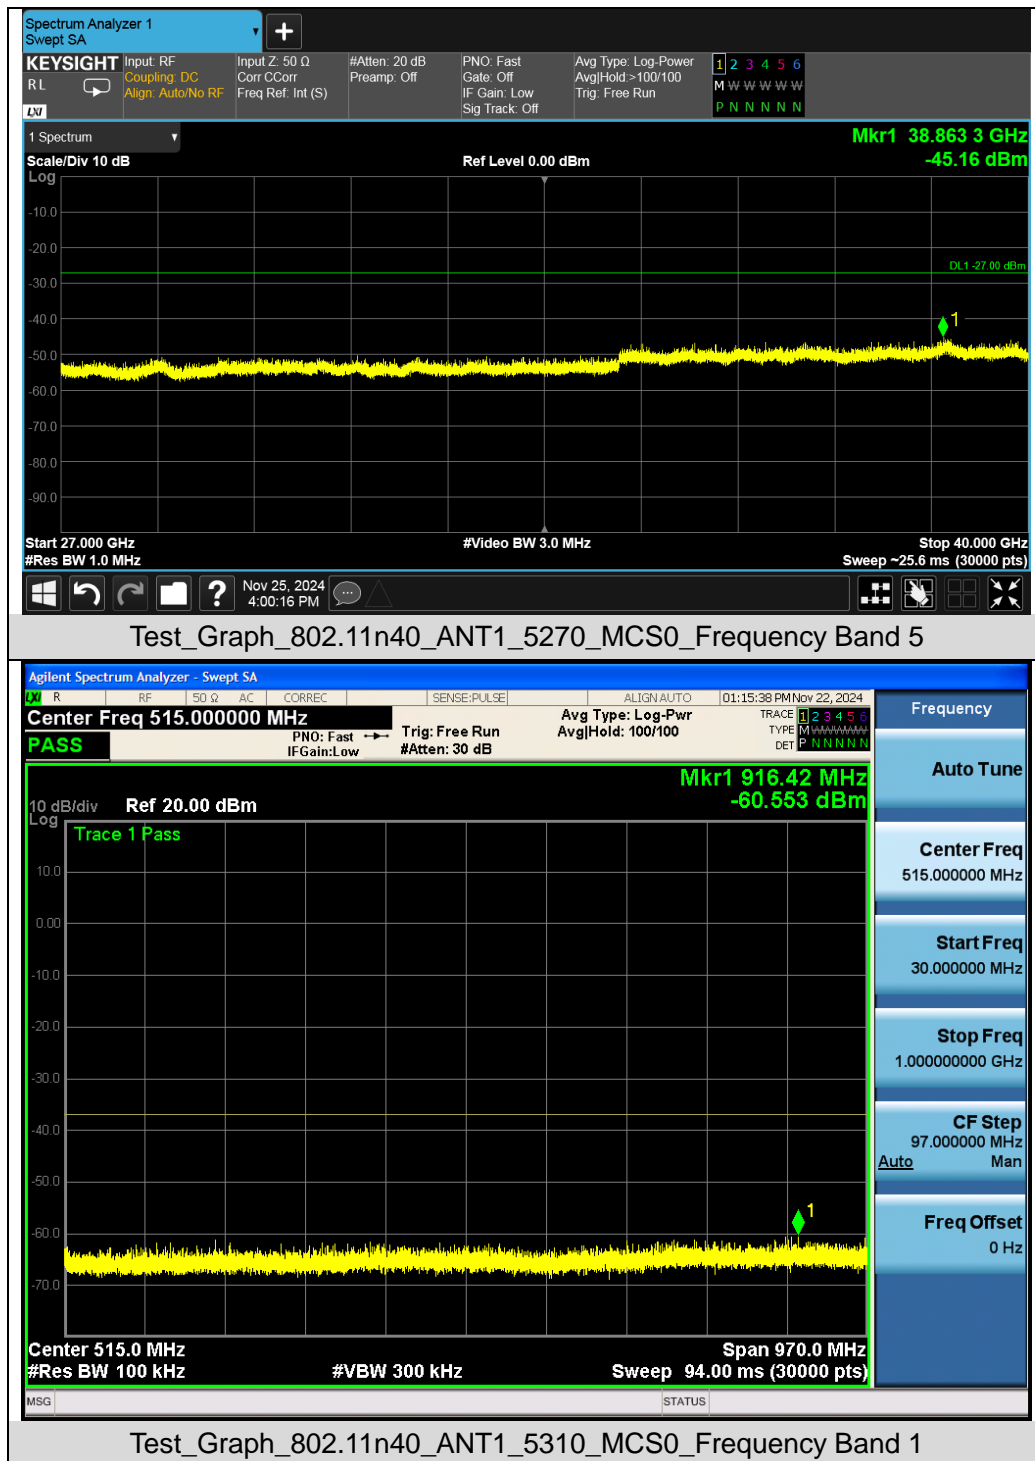 Spectrum Analyzer 1
Swept SA
+
KEYSIGHT
R L
LXI
Input: RF
Coupling: DC
Align: Auto/No RF
Input Z: 50 Ω
Corr CCorr
Freq Ref: Int (S)
#Atten: 20 dB
Preamp: Off
PNO: Fast
Gate: Off
IF Gain: Low
Sig Track: Off
Avg Type: Log-Power
Avg|Hold:>100/100
Trig: Free Run
1 2 3 4 5 6
M W W W W W
P N N N N N
1 Spectrum
Mkr1 38.863 3 GHz
Scale/Div 10 dB
Ref Level 0.00 dBm
-45.16 dBm
Log
-10.0
-20.0
DL1 -27.00 dBm
-30.0
-40.0
1
-50.0
-60.0
-70.0
-80.0
-90.0
Start 27.000 GHz
#Video BW 3.0 MHz
Stop 40.000 GHz
#Res BW 1.0 MHz
Sweep ~25.6 ms (30000 pts)
?
Nov 25, 2024
4:00:16 PM
Test_Graph_802.11n40_ANT1_5270_MCS0_Frequency Band 5
Agilent Spectrum Analyzer - Swept SA
LXI R RF 50 Ω AC CORREC SENSE:PULSE ALIGN AUTO 01:15:38 PM Nov 22, 2024
Center Freq 515.000000 MHz
PASS
PNO: Fast
IFGain:Low
Trig: Free Run
#Atten: 30 dB
Avg Type: Log-Pwr
Avg|Hold: 100/100
TRACE 1 2 3 4 5 6
TYPE M W W W W W
DET P N N N N N
Frequency
Mkr1 916.42 MHz
-60.553 dBm
10 dB/div
Ref 20.00 dBm
Log
Trace 1 Pass
10.0
0.00
-10.0
-20.0
-30.0
-40.0
-50.0
-60.0
-70.0
1
Center 515.0 MHz
Span 970.0 MHz
#Res BW 100 kHz
#VBW 300 kHz
Sweep 94.00 ms (30000 pts)
Auto Tune
Center Freq
515.000000 MHz
Start Freq
30.000000 MHz
Stop Freq
1.000000000 GHz
CF Step
97.000000 MHz
Auto Man
Freq Offset
0 Hz
MSG
STATUS
Test_Graph_802.11n40_ANT1_5310_MCS0_Frequency Band 1